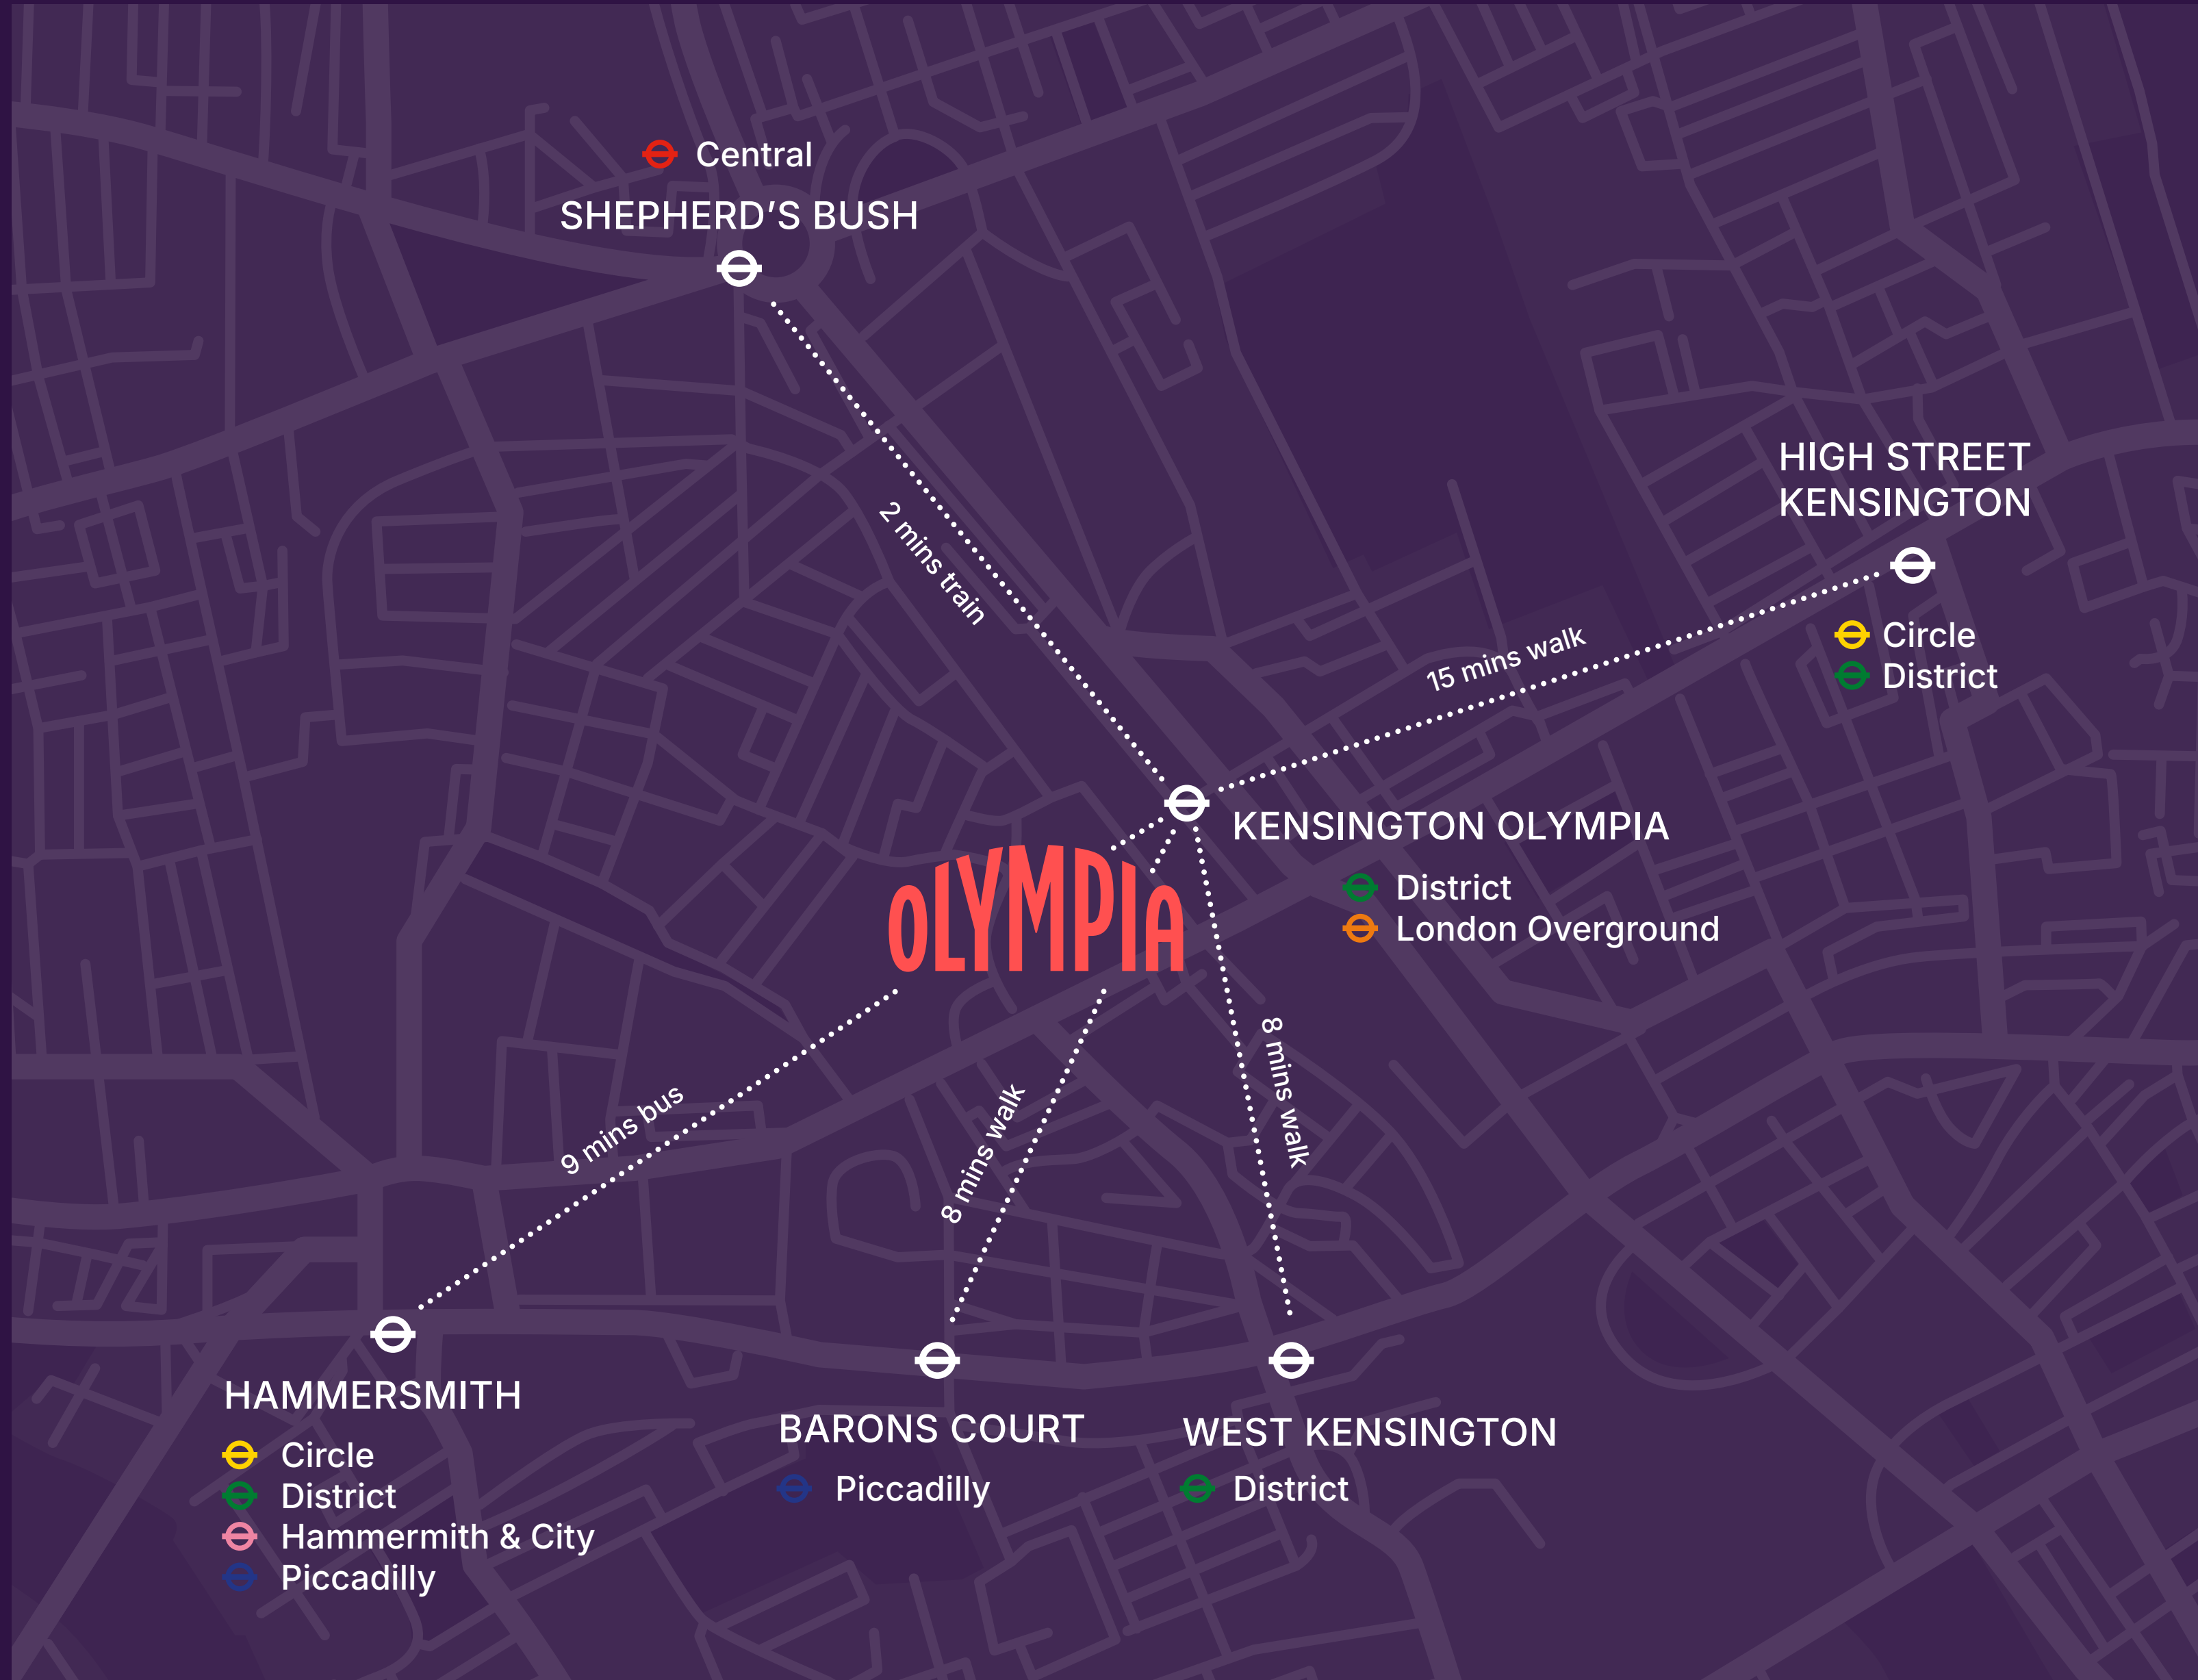 Central
SHEPHERD’S BUSH
2 mins train
HIGH STREET
KENSINGTON
Circle
District
15 mins walk
KENSINGTON OLYMPIA
District
London Overground
OLYMPIA
9 mins bus
8 mins walk
8 mins walk
HAMMERSMITH
Circle
District
Hammermith & City
Piccadilly
BARONS COURT
Piccadilly
WEST KENSINGTON
District